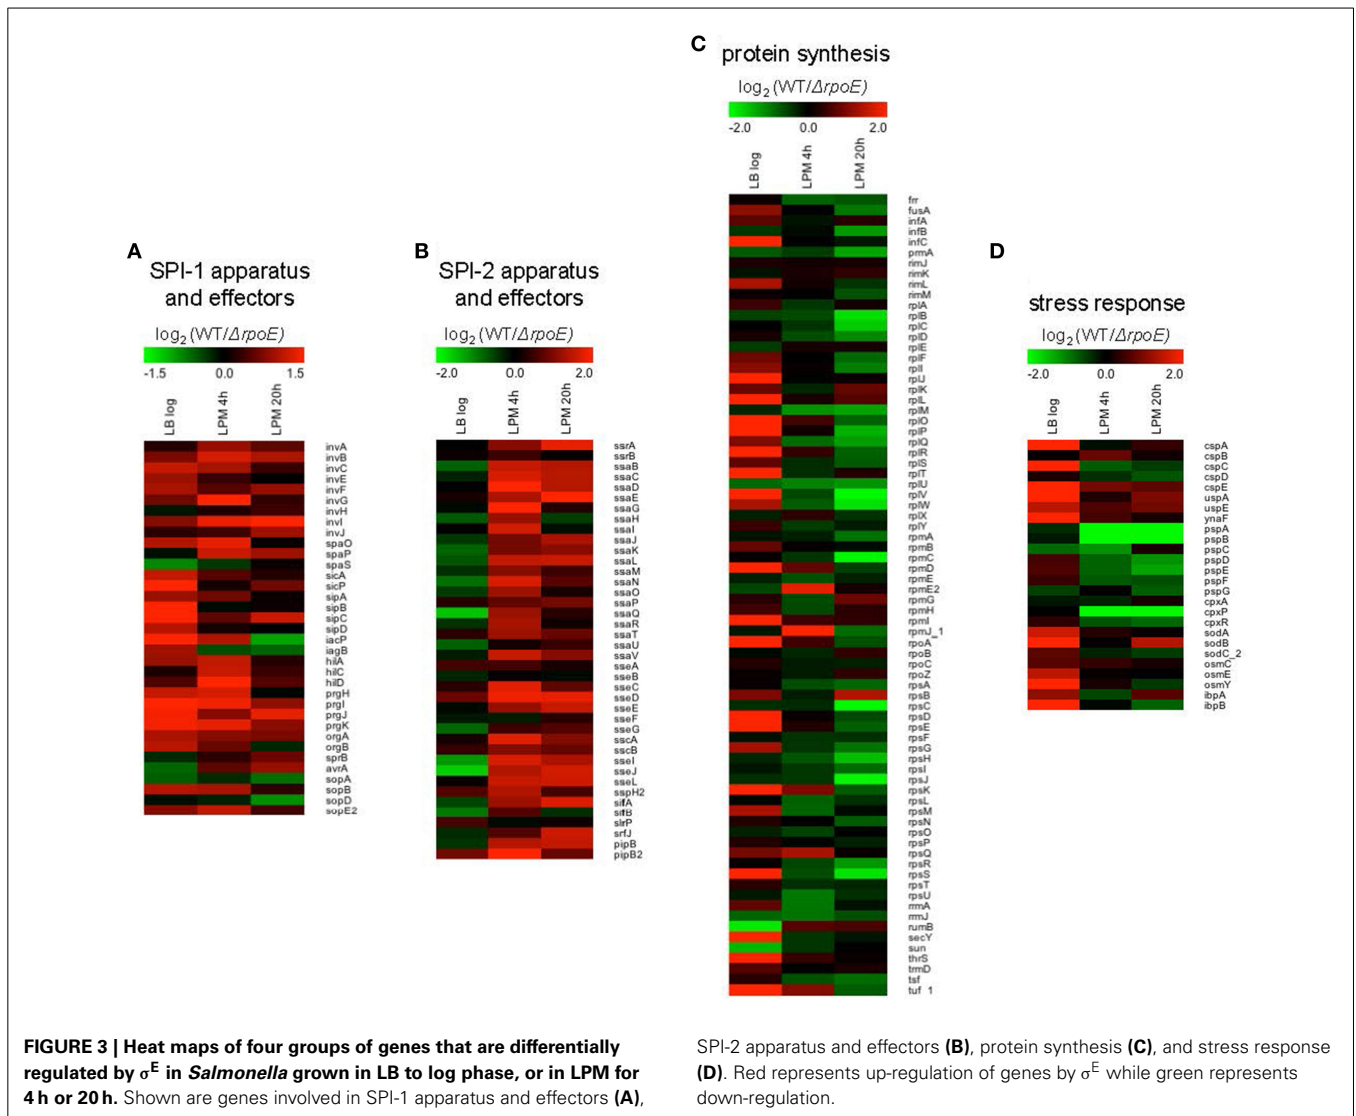 A
SPI-1 apparatus
and effectors
log2 (WT/ΔrpoE)
-1.5 0.0 1.5
LB log
LPM 4h
LPM 20h
invA
invB
invC
invE
invF
invG
invH
invI
invJ
spaO
spaP
spaS
sicA
sicP
sipA
sipB
sipC
sipD
iacP
iagB
hilA
hilC
hilD
prgH
prgI
prgJ
prgK
orgA
orgB
sprB
avrA
sopA
sopB
sopD
sopE2
B
SPI-2 apparatus
and effectors
log2 (WT/ΔrpoE)
-2.0 0.0 2.0
LB log
LPM 4h
LPM 20h
ssrA
ssrB
ssaB
ssaC
ssaD
ssaE
ssaG
ssaH
ssaI
ssaJ
ssaK
ssaL
ssaM
ssaN
ssaO
ssaP
ssaQ
ssaR
ssaT
ssaU
ssaV
sseA
sseB
sseC
sseD
sseE
sseF
sseG
sscA
sscB
sseI
sseJ
sseL
sspH2
sifA
sifB
slrP
srfJ
pipB
pipB2
C
protein synthesis
log2 (WT/ΔrpoE)
-2.0 0.0 2.0
LB log
LPM 4h
LPM 20h
frr
fusA
infA
infB
infC
prmA
rimJ
rimK
rimL
rimM
rplA
rplB
rplC
rplD
rplE
rplF
rplI
rplJ
rplK
rplL
rplM
rplO
rplP
rplQ
rplR
rplS
rplT
rplU
rplV
rplW
rplX
rplY
rpmA
rpmB
rpmC
rpmD
rpmE
rpmE2
rpmG
rpmH
rpmI
rpmJ_1
rpoA
rpoB
rpoC
rpoZ
rpsA
rpsB
rpsC
rpsD
rpsE
rpsF
rpsG
rpsH
rpsI
rpsJ
rpsK
rpsL
rpsM
rpsN
rpsO
rpsP
rpsQ
rpsR
rpsS
rpsT
rpsU
rrmA
rrmJ
rumB
secY
sun
thrS
trmD
tsf
tuf_1
D
stress response
log2 (WT/ΔrpoE)
-2.0 0.0 2.0
LB log
LPM 4h
LPM 20h
cspA
cspB
cspC
cspD
cspE
uspA
uspE
ynaF
pspA
pspB
pspC
pspD
pspE
pspF
pspG
cpxA
cpxP
cpxR
sodA
sodB
sodC_2
osmC
osmE
osmY
ibpA
ibpB
FIGURE 3 | Heat maps of four groups of genes that are differentially
regulated by σE in Salmonella grown in LB to log phase, or in LPM for
4 h or 20 h. Shown are genes involved in SPI-1 apparatus and effectors (A),
SPI-2 apparatus and effectors (B), protein synthesis (C), and stress response
(D). Red represents up-regulation of genes by σE while green represents
down-regulation.